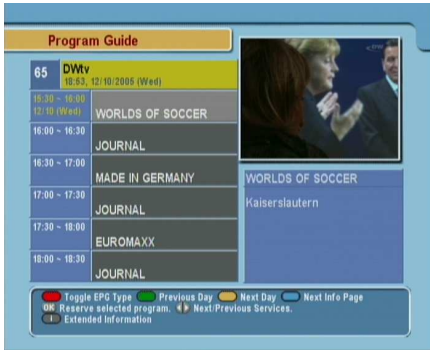 Program Guide
65 DWtv
18:53, 12/10/2005 (Wed)
15:30 ~ 16:00
12/10 (Wed) WORLDS OF SOCCER
16:00 ~ 16:30
JOURNAL
16:30 ~ 17:00
MADE IN GERMANY
17:00 ~ 17:30
JOURNAL
17:30 ~ 18:00
EUROMAXX
18:00 ~ 18:30
JOURNAL
WORLDS OF SOCCER
Kaiserslautern
Toggle EPG Type Previous Day Next Day Next Info Page
OK Reserve selected program. Next/Previous Services.
i Extended Information